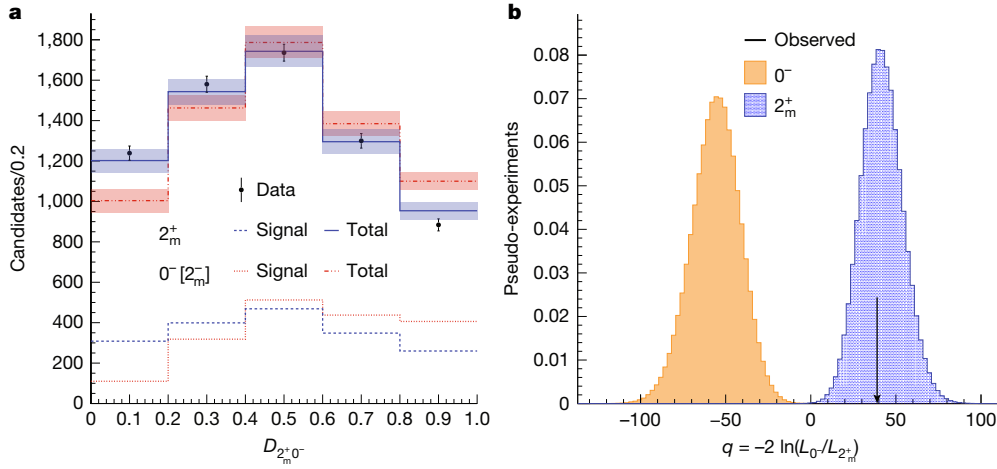 a
Candidates/0.2
1,800
1,600
1,400
1,200
1,000
800
600
400
200
0
Data
2⁺ₘ Signal Total
0⁻ [2⁻ₘ] Signal Total
0 0.1 0.2 0.3 0.4 0.5 0.6 0.7 0.8 0.9 1.0
D₂⁺ₘ₀⁻
b
Pseudo-experiments
0.08
0.07
0.06
0.05
0.04
0.03
0.02
0.01
0
Observed
0⁻
2⁺ₘ
−100 −50 0 50 100
q = −2 ln(L₀⁻/L₂⁺ₘ)